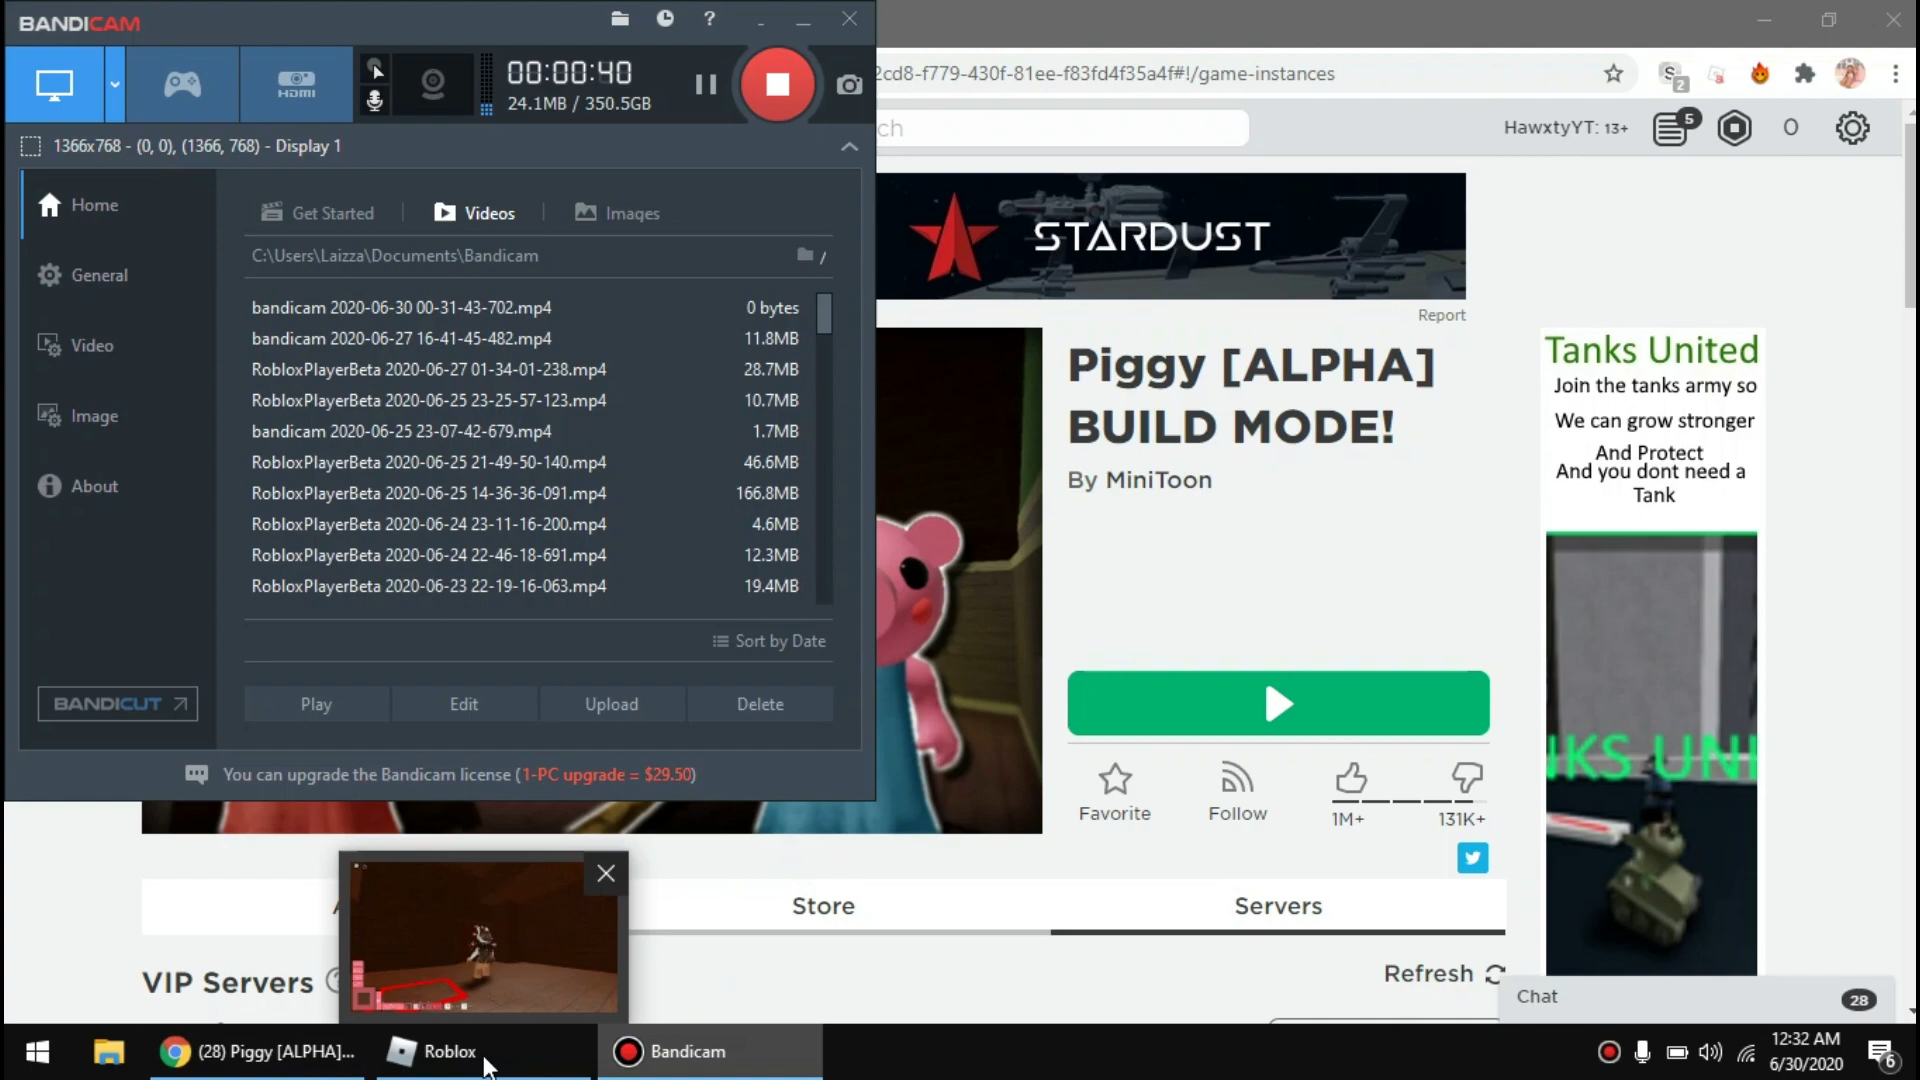 BANDICAM
?
HDMI
00:00:40
24.1MB / 350.5GB
1366x768 - (0, 0), (1366, 768) - Display 1
Home
General
Video
Image
About
Get Started
Videos
Images
C:\Users\Laizza\Documents\Bandicam
/
bandicam 2020-06-30 00-31-43-702.mp4 0 bytes
bandicam 2020-06-27 16-41-45-482.mp4 11.8MB
RobloxPlayerBeta 2020-06-27 01-34-01-238.mp4 28.7MB
RobloxPlayerBeta 2020-06-25 23-25-57-123.mp4 10.7MB
bandicam 2020-06-25 23-07-42-679.mp4 1.7MB
RobloxPlayerBeta 2020-06-25 21-49-50-140.mp4 46.6MB
RobloxPlayerBeta 2020-06-25 14-36-36-091.mp4 166.8MB
RobloxPlayerBeta 2020-06-24 23-11-16-200.mp4 4.6MB
RobloxPlayerBeta 2020-06-24 22-46-18-691.mp4 12.3MB
RobloxPlayerBeta 2020-06-23 22-19-16-063.mp4 19.4MB
Sort by Date
BANDICUT
Play
Edit
Upload
Delete
You can upgrade the Bandicam license (1-PC upgrade = $29.50)
2cd8-f779-430f-81ee-f83fd4f35a4f#!/game-instances
S
2
ch
HawxtyYT: 13+
5
0
STARDUST
Report
Piggy [ALPHA]
BUILD MODE!
By MiniToon
Favorite
Follow
1M+
131K+
Tanks United
Join the tanks army so
We can grow stronger
And Protect
And you dont need a
Tank
NKS UNI
Store
Servers
VIP Servers
Refresh
Chat
28
(28) Piggy [ALPHA]...
Roblox
Bandicam
12:32 AM
6/30/2020
6